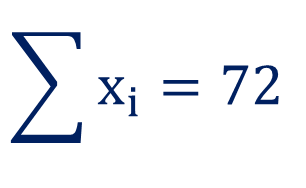 ∑ xᵢ = 72